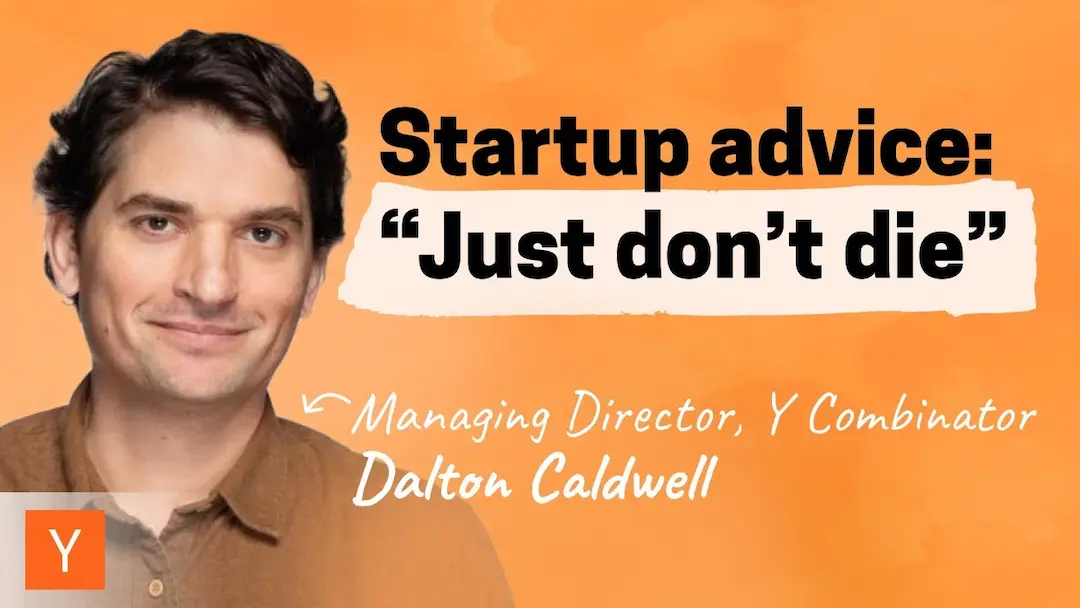 Startup advice:
“Just don’t die”
Managing Director, Y Combinator
Dalton Caldwell
Y